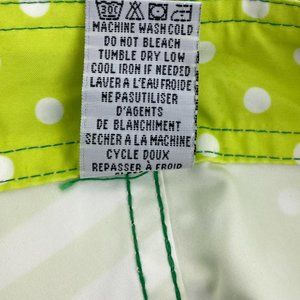 30
MACHINE WASH COLD
DO NOT BLEACH
TUMBLE DRY LOW
COOL IRON IF NEEDED
LAVER A L'EAU FROIDE
NE PAS UTILISER
D'AGENTS
DE BLANCHIMENT
SECHER A LA MACHINE
CYCLE DOUX
REPASSER À FROID